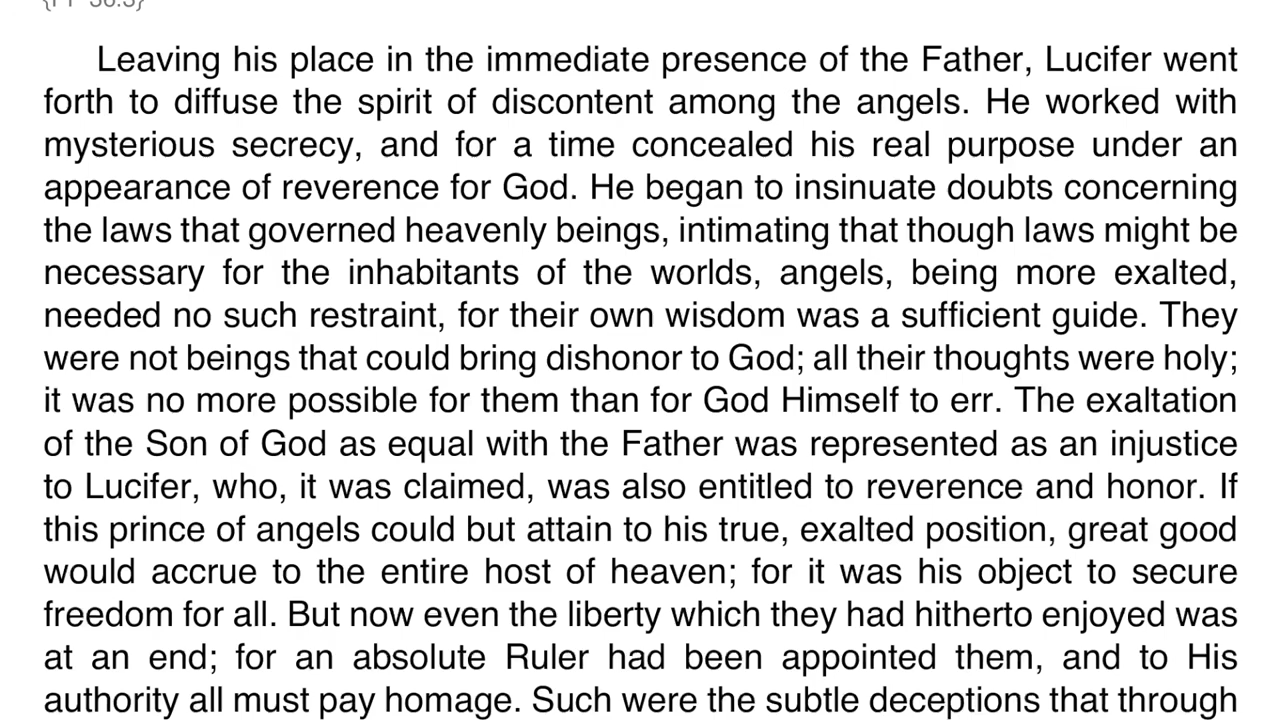 Leaving his place in the immediate presence of the Father, Lucifer went
forth to diffuse the spirit of discontent among the angels. He worked with
mysterious secrecy, and for a time concealed his real purpose under an
appearance of reverence for God. He began to insinuate doubts concerning
the laws that governed heavenly beings, intimating that though laws might be
necessary for the inhabitants of the worlds, angels, being more exalted,
needed no such restraint, for their own wisdom was a sufficient guide. They
were not beings that could bring dishonor to God; all their thoughts were holy;
it was no more possible for them than for God Himself to err. The exaltation
of the Son of God as equal with the Father was represented as an injustice
to Lucifer, who, it was claimed, was also entitled to reverence and honor. If
this prince of angels could but attain to his true, exalted position, great good
would accrue to the entire host of heaven; for it was his object to secure
freedom for all. But now even the liberty which they had hitherto enjoyed was
at an end; for an absolute Ruler had been appointed them, and to His
authority all must pay homage. Such were the subtle deceptions that through